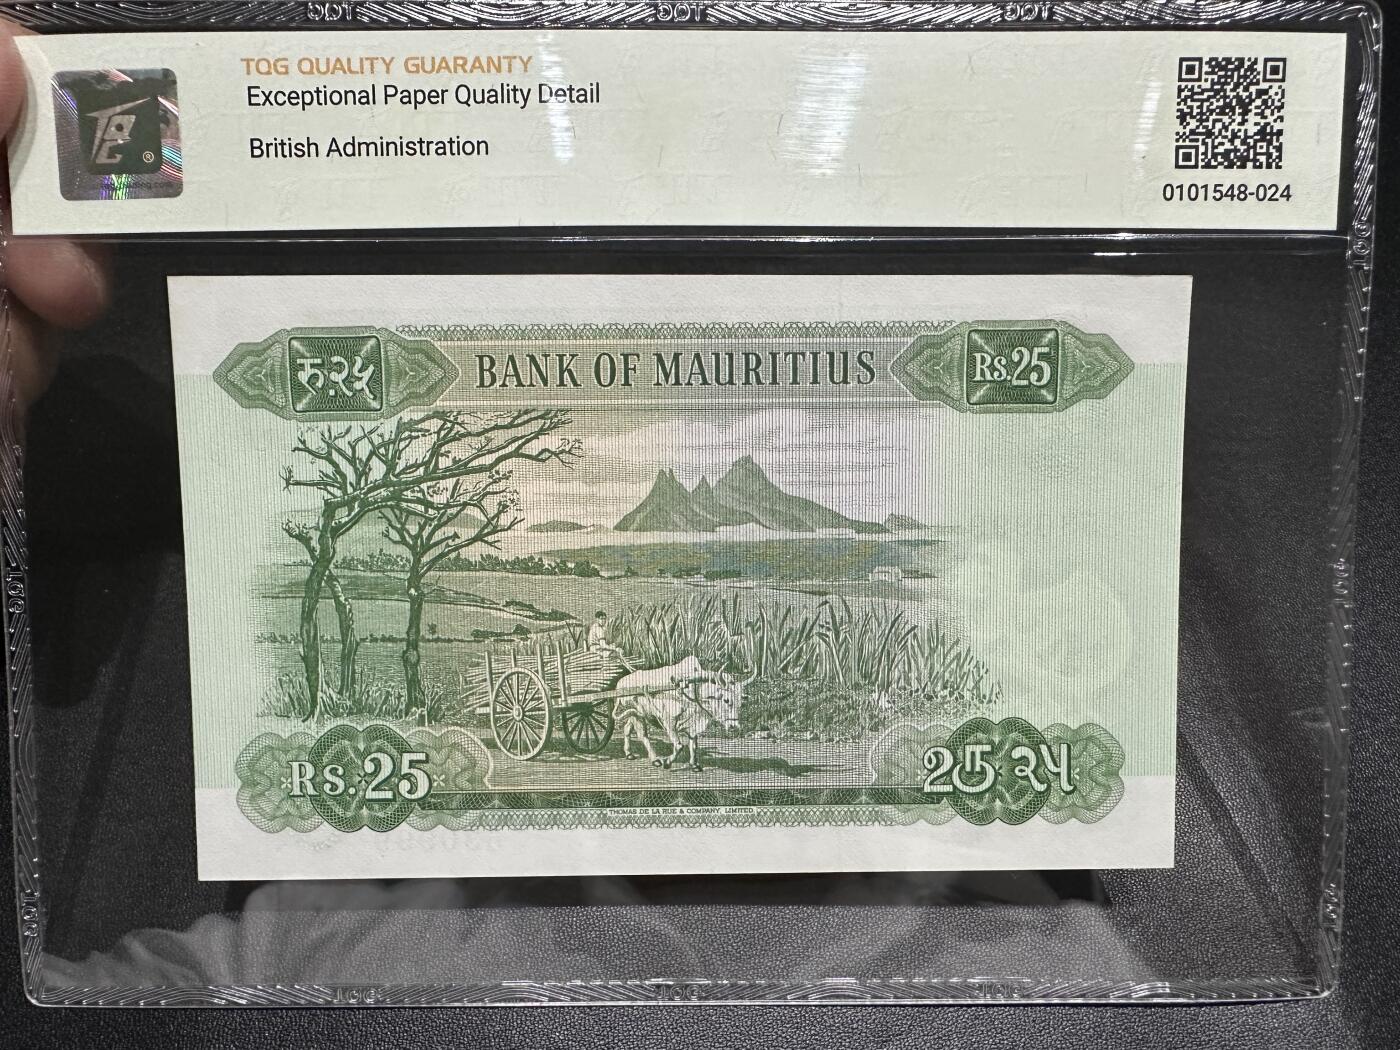 TQG QUALITY GUARANTY
Exceptional Paper Quality Detail
British Administration
0101548-024
रु.२५
BANK OF MAURITIUS
Rs.25
Rs.25
THOMAS DE LA RUE & COMPANY, LIMITED.